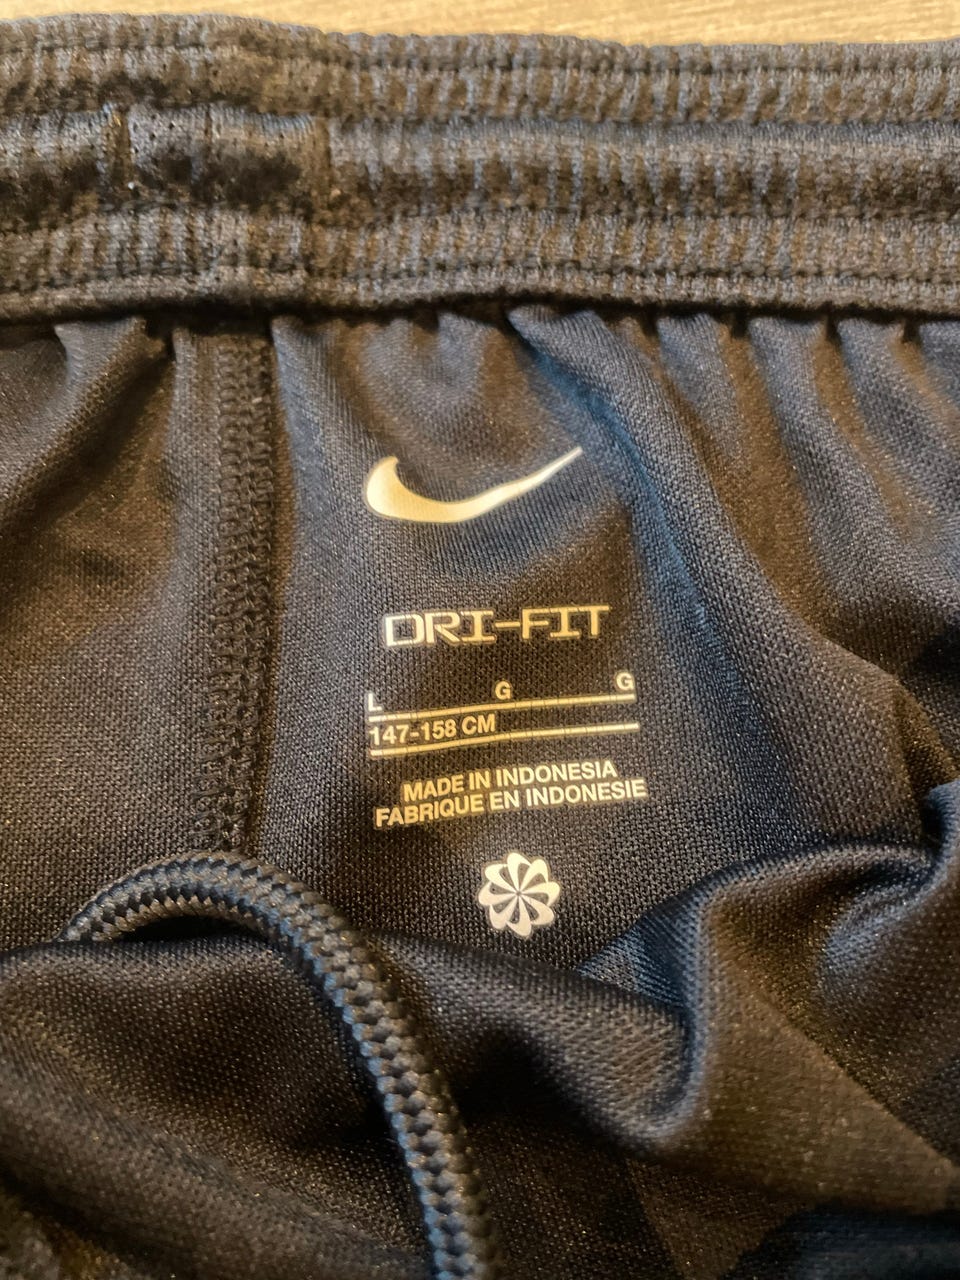 DRI-FIT
L G G
147-158 CM
MADE IN INDONESIA
FABRIQUE EN INDONESIE